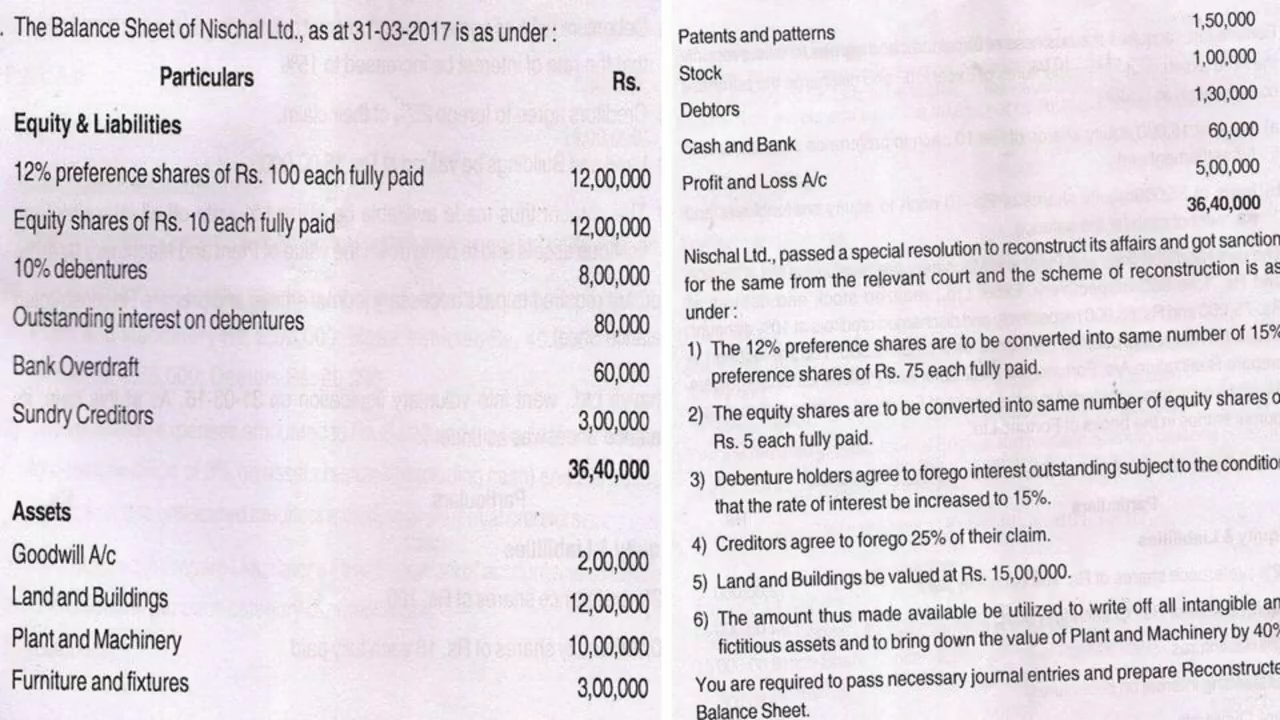 . The Balance Sheet of Nischal Ltd., as at 31-03-2017 is as under :
Particulars Rs.
Equity & Liabilities
12% preference shares of Rs. 100 each fully paid 12,00,000
Equity shares of Rs. 10 each fully paid 12,00,000
10% debentures 8,00,000
Outstanding interest on debentures 80,000
Bank Overdraft 60,000
Sundry Creditors 3,00,000
36,40,000
Assets
Goodwill A/c 2,00,000
Land and Buildings 12,00,000
Plant and Machinery 10,00,000
Furniture and fixtures 3,00,000
Patents and patterns 1,50,000
Stock 1,00,000
Debtors 1,30,000
Cash and Bank 60,000
Profit and Loss A/c 5,00,000
36,40,000
Nischal Ltd., passed a special resolution to reconstruct its affairs and got sanction
for the same from the relevant court and the scheme of reconstruction is as
under :
1) The 12% preference shares are to be converted into same number of 15%
preference shares of Rs. 75 each fully paid.
2) The equity shares are to be converted into same number of equity shares o
Rs. 5 each fully paid.
3) Debenture holders agree to forego interest outstanding subject to the condition
that the rate of interest be increased to 15%.
4) Creditors agree to forego 25% of their claim.
5) Land and Buildings be valued at Rs. 15,00,000.
6) The amount thus made available be utilized to write off all intangible an
fictitious assets and to bring down the value of Plant and Machinery by 40%
You are required to pass necessary journal entries and prepare Reconstructe
Balance Sheet.